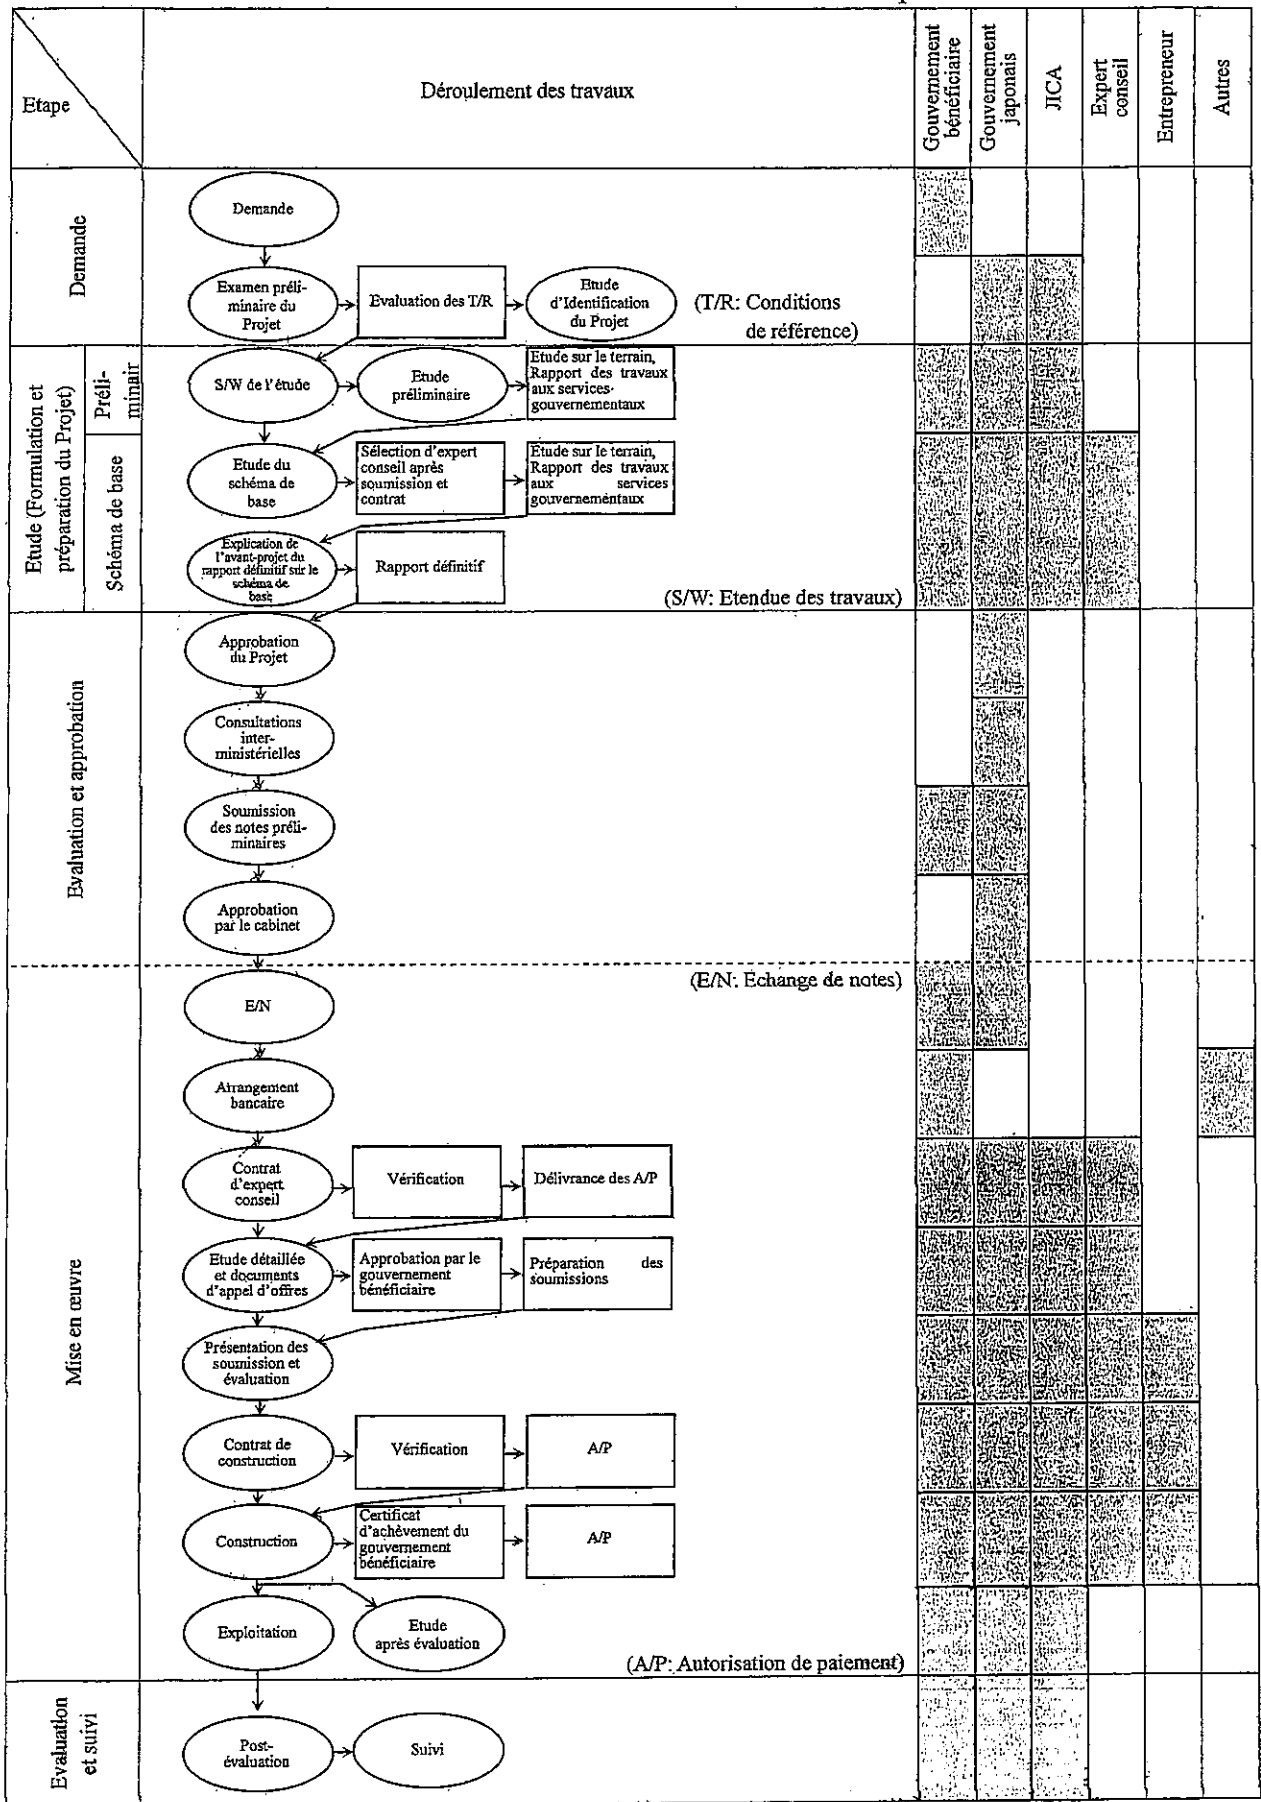 Etape
Déroulement des travaux
Gouvernement
bénéficiaire
Gouvernement
japonais
JICA
Expert
conseil
Entrepreneur
Autres
Demande
Demande
Examen préli-
minaire du
Projet
Evaluation des T/R
Etude
d'Identification
du Projet
(T/R: Conditions
de référence)
Etude (Formulation et
préparation du Projet)
Préli-
minair
S/W de l'étude
Etude
préliminaire
Etude sur le terrain,
Rapport des travaux
aux services
gouvernementaux
Schéma de base
Etude du
schéma de
base
Sélection d'expert
conseil après
soumission et
contrat
Etude sur le terrain,
Rapport des travaux
aux services
gouvernementaux
Explication de
l'avant-projet du
rapport définitif sur le
schéma de
base
Rapport définitif
(S/W: Etendue des travaux)
Evaluation et approbation
Approbation
du Projet
Consultations
inter-
ministérielles
Soumission
des notes préli-
minaires
Approbation
par le cabinet
Mise en œuvre
(E/N: Echange de notes)
E/N
Arrangement
bancaire
Contrat
d'expert
conseil
Vérification
Délivrance des A/P
Etude détaillée
et documents
d'appel d'offres
Approbation par le
gouvernement
bénéficiaire
Préparation des
soumissions
Présentation des
soumission et
évaluation
Contrat de
construction
Vérification
A/P
Construction
Certificat
d'achèvement du
gouvernement
bénéficiaire
A/P
Exploitation
Etude
après évaluation
(A/P: Autorisation de paiement)
Evaluation
et suivi
Post-
évaluation
Suivi